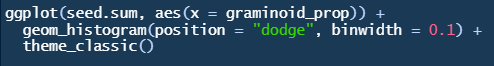 ggplot(seed.sum, aes(x = graminoid_prop)) +
  geom_histogram(position = "dodge", binwidth = 0.1) +
  theme_classic()